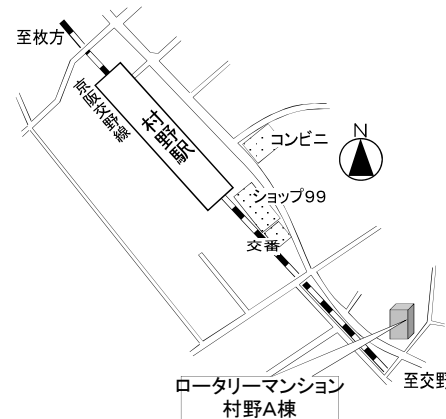 至枚方
京阪交野線
村野駅
コンビニ
N
ショップ99
交番
至交野
ロータリーマンション
村野A棟